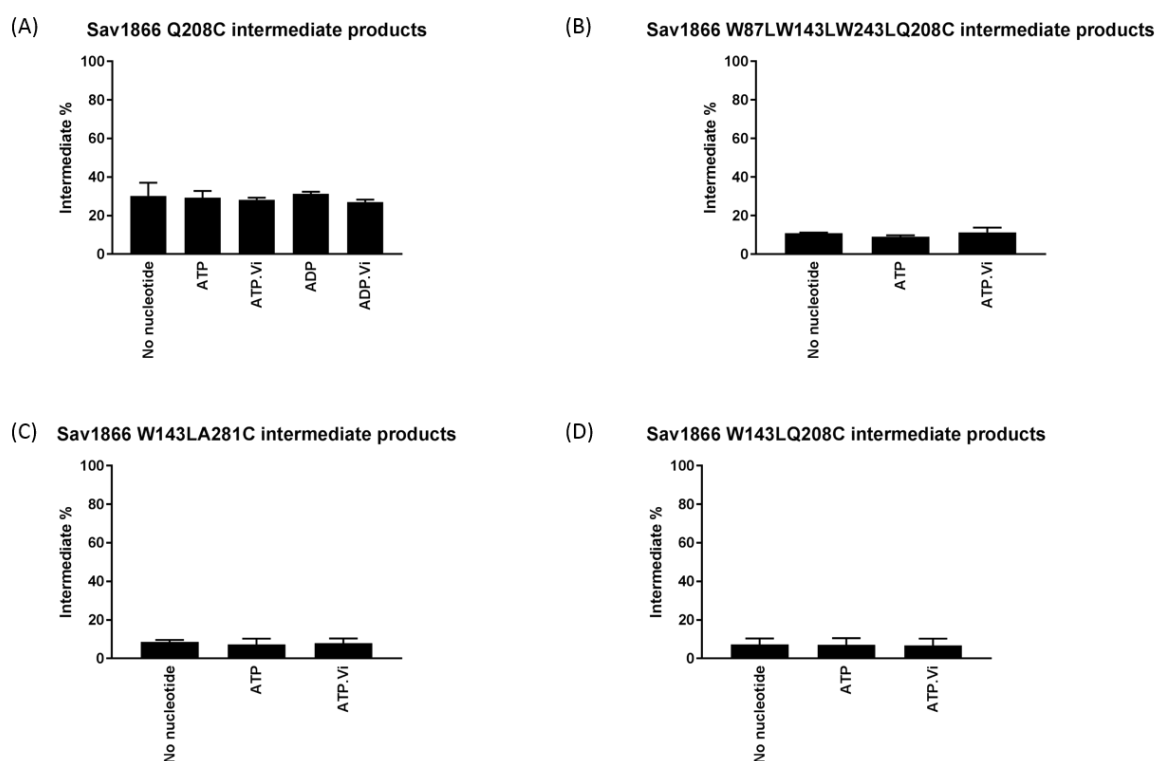 (A)
Sav1866 Q208C intermediate products
Intermediate %
100
80
60
40
20
0
No nucleotide
ATP
ATP.Vi
ADP
ADP.Vi
(B)
Sav1866 W87LW143LW243LQ208C intermediate products
Intermediate %
100
80
60
40
20
0
No nucleotide
ATP
ATP.Vi
(C)
Sav1866 W143LA281C intermediate products
Intermediate %
100
80
60
40
20
0
No nucleotide
ATP
ATP.Vi
(D)
Sav1866 W143LQ208C intermediate products
Intermediate %
100
80
60
40
20
0
No nucleotide
ATP
ATP.Vi